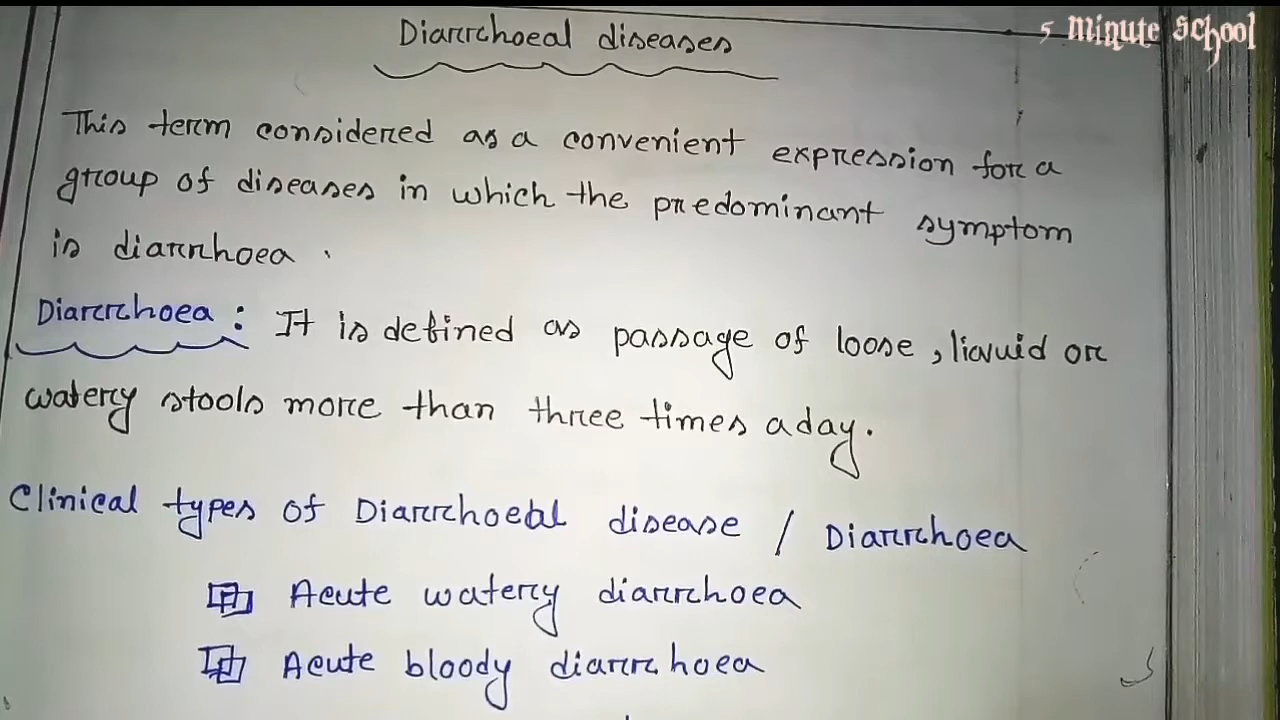 Diarrhoeal diseases
5 Minute School
This term considered as a convenient expression for a
group of diseases in which the predominant symptom
is diarrhoea.
Diarrhoea: It is defined as passage of loose, liquid or
watery stools more than three times a day.
Clinical types of Diarrhoeal disease / Diarrhoea
Acute watery diarrhoea
Acute bloody diarrhoea